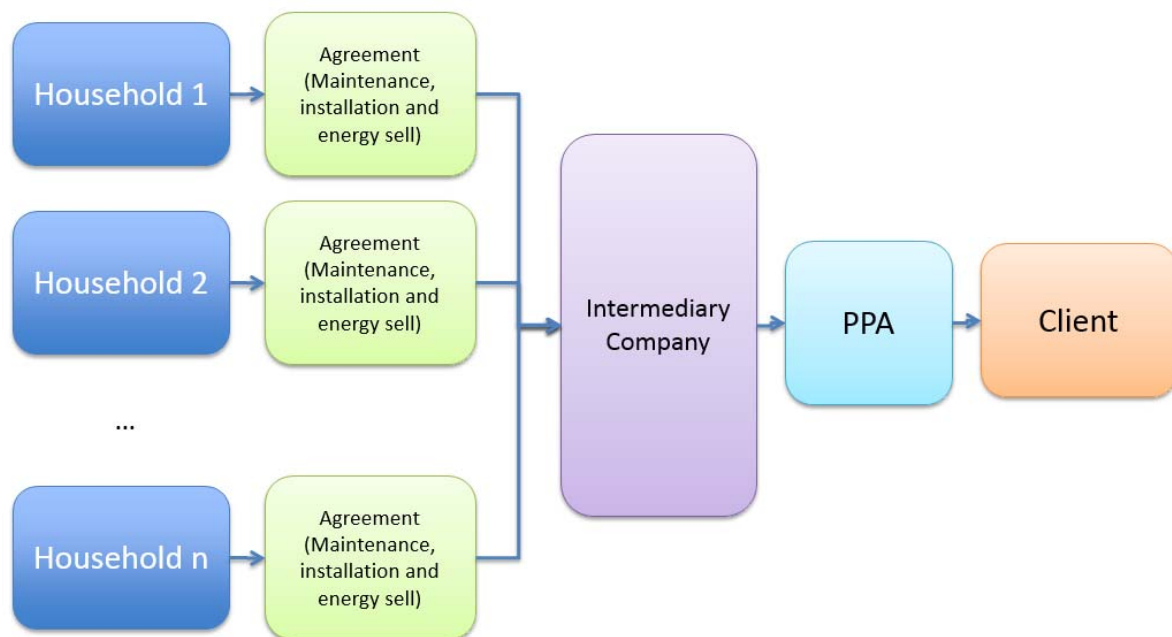 Household 1
Agreement
(Maintenance,
installation and
energy sell)
Household 2
Agreement
(Maintenance,
installation and
energy sell)
...
Household n
Agreement
(Maintenance,
installation and
energy sell)
Intermediary
Company
PPA
Client